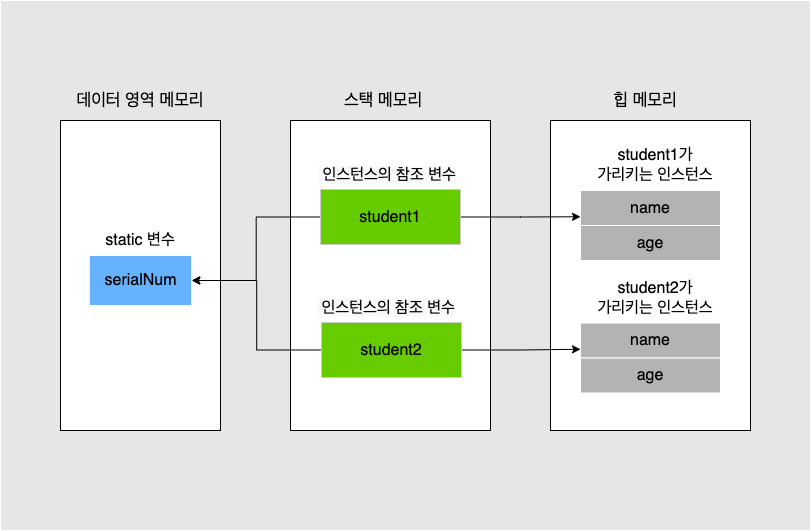 데이터 영역 메모리
스택 메모리
힙 메모리
static 변수
serialNum
인스턴스의 참조 변수
student1
인스턴스의 참조 변수
student2
student1가
가리키는 인스턴스
name
age
student2가
가리키는 인스턴스
name
age